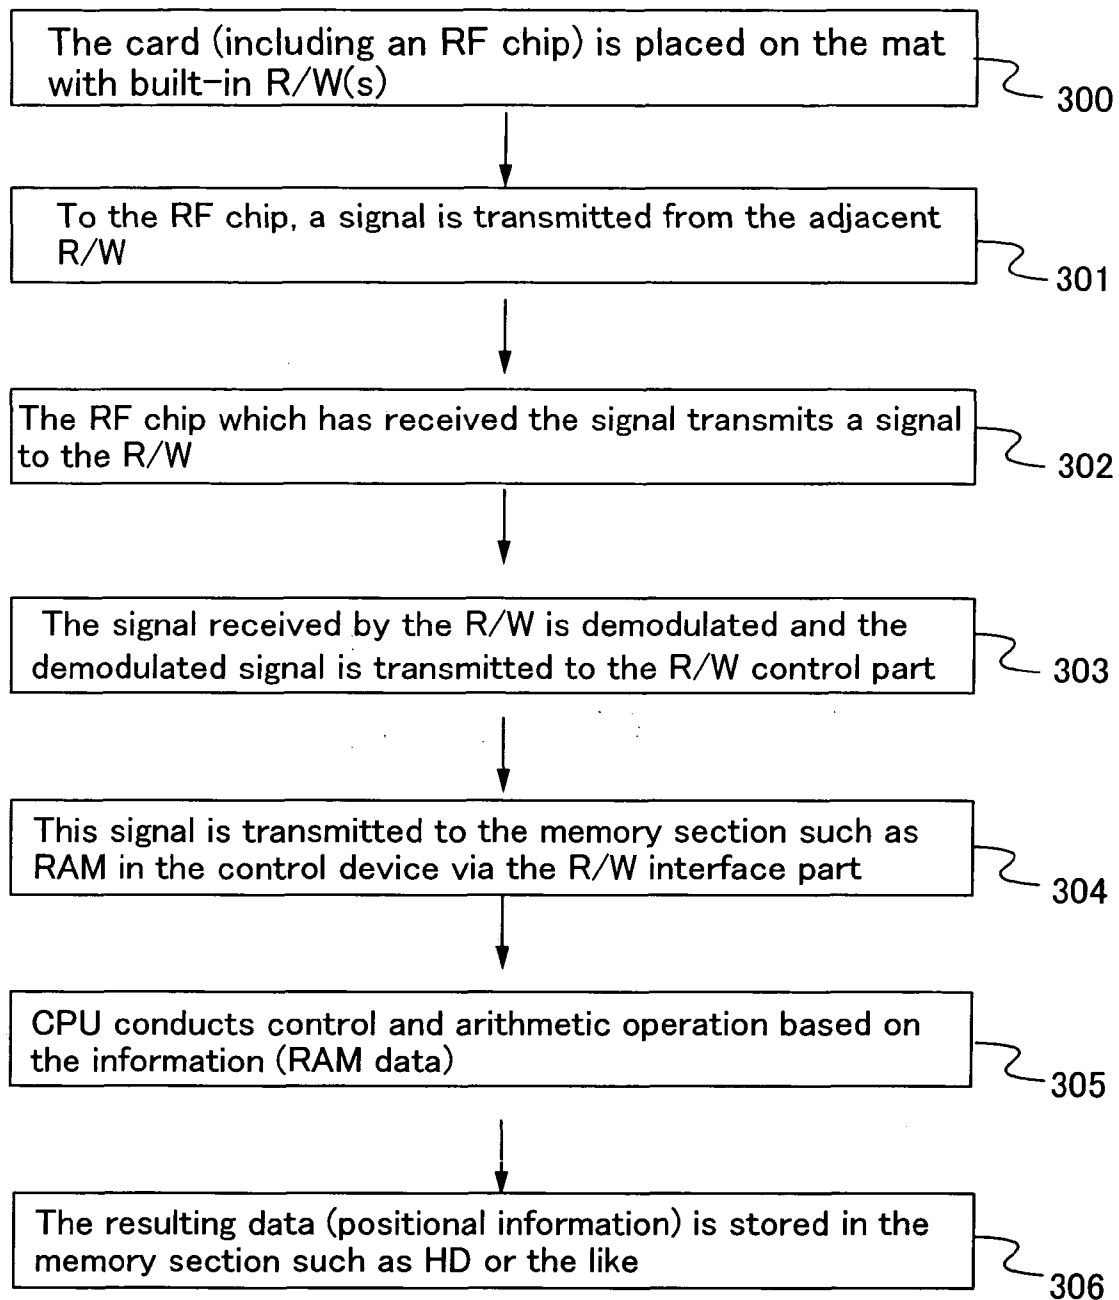 The card (including an RF chip) is placed on the mat
with built-in R/W(s)
300
To the RF chip, a signal is transmitted from the adjacent
R/W
301
The RF chip which has received the signal transmits a signal
to the R/W
302
The signal received by the R/W is demodulated and the
demodulated signal is transmitted to the R/W control part
303
This signal is transmitted to the memory section such as
RAM in the control device via the R/W interface part
304
CPU conducts control and arithmetic operation based on
the information (RAM data)
305
The resulting data (positional information) is stored in the
memory section such as HD or the like
306